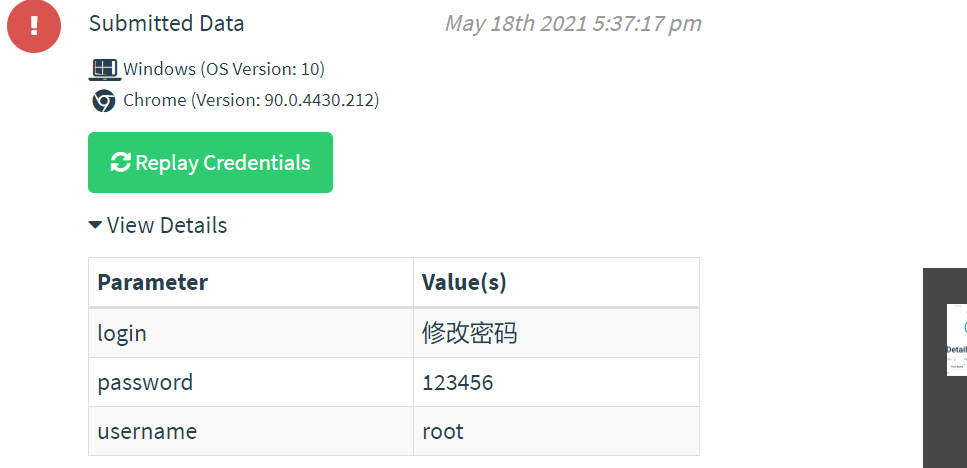 Submitted Data
May 18th 2021 5:37:17 pm
Windows (OS Version: 10)
Chrome (Version: 90.0.4430.212)
Replay Credentials
View Details
Parameter Value(s)
login 修改密码
password 123456
username root
Detail